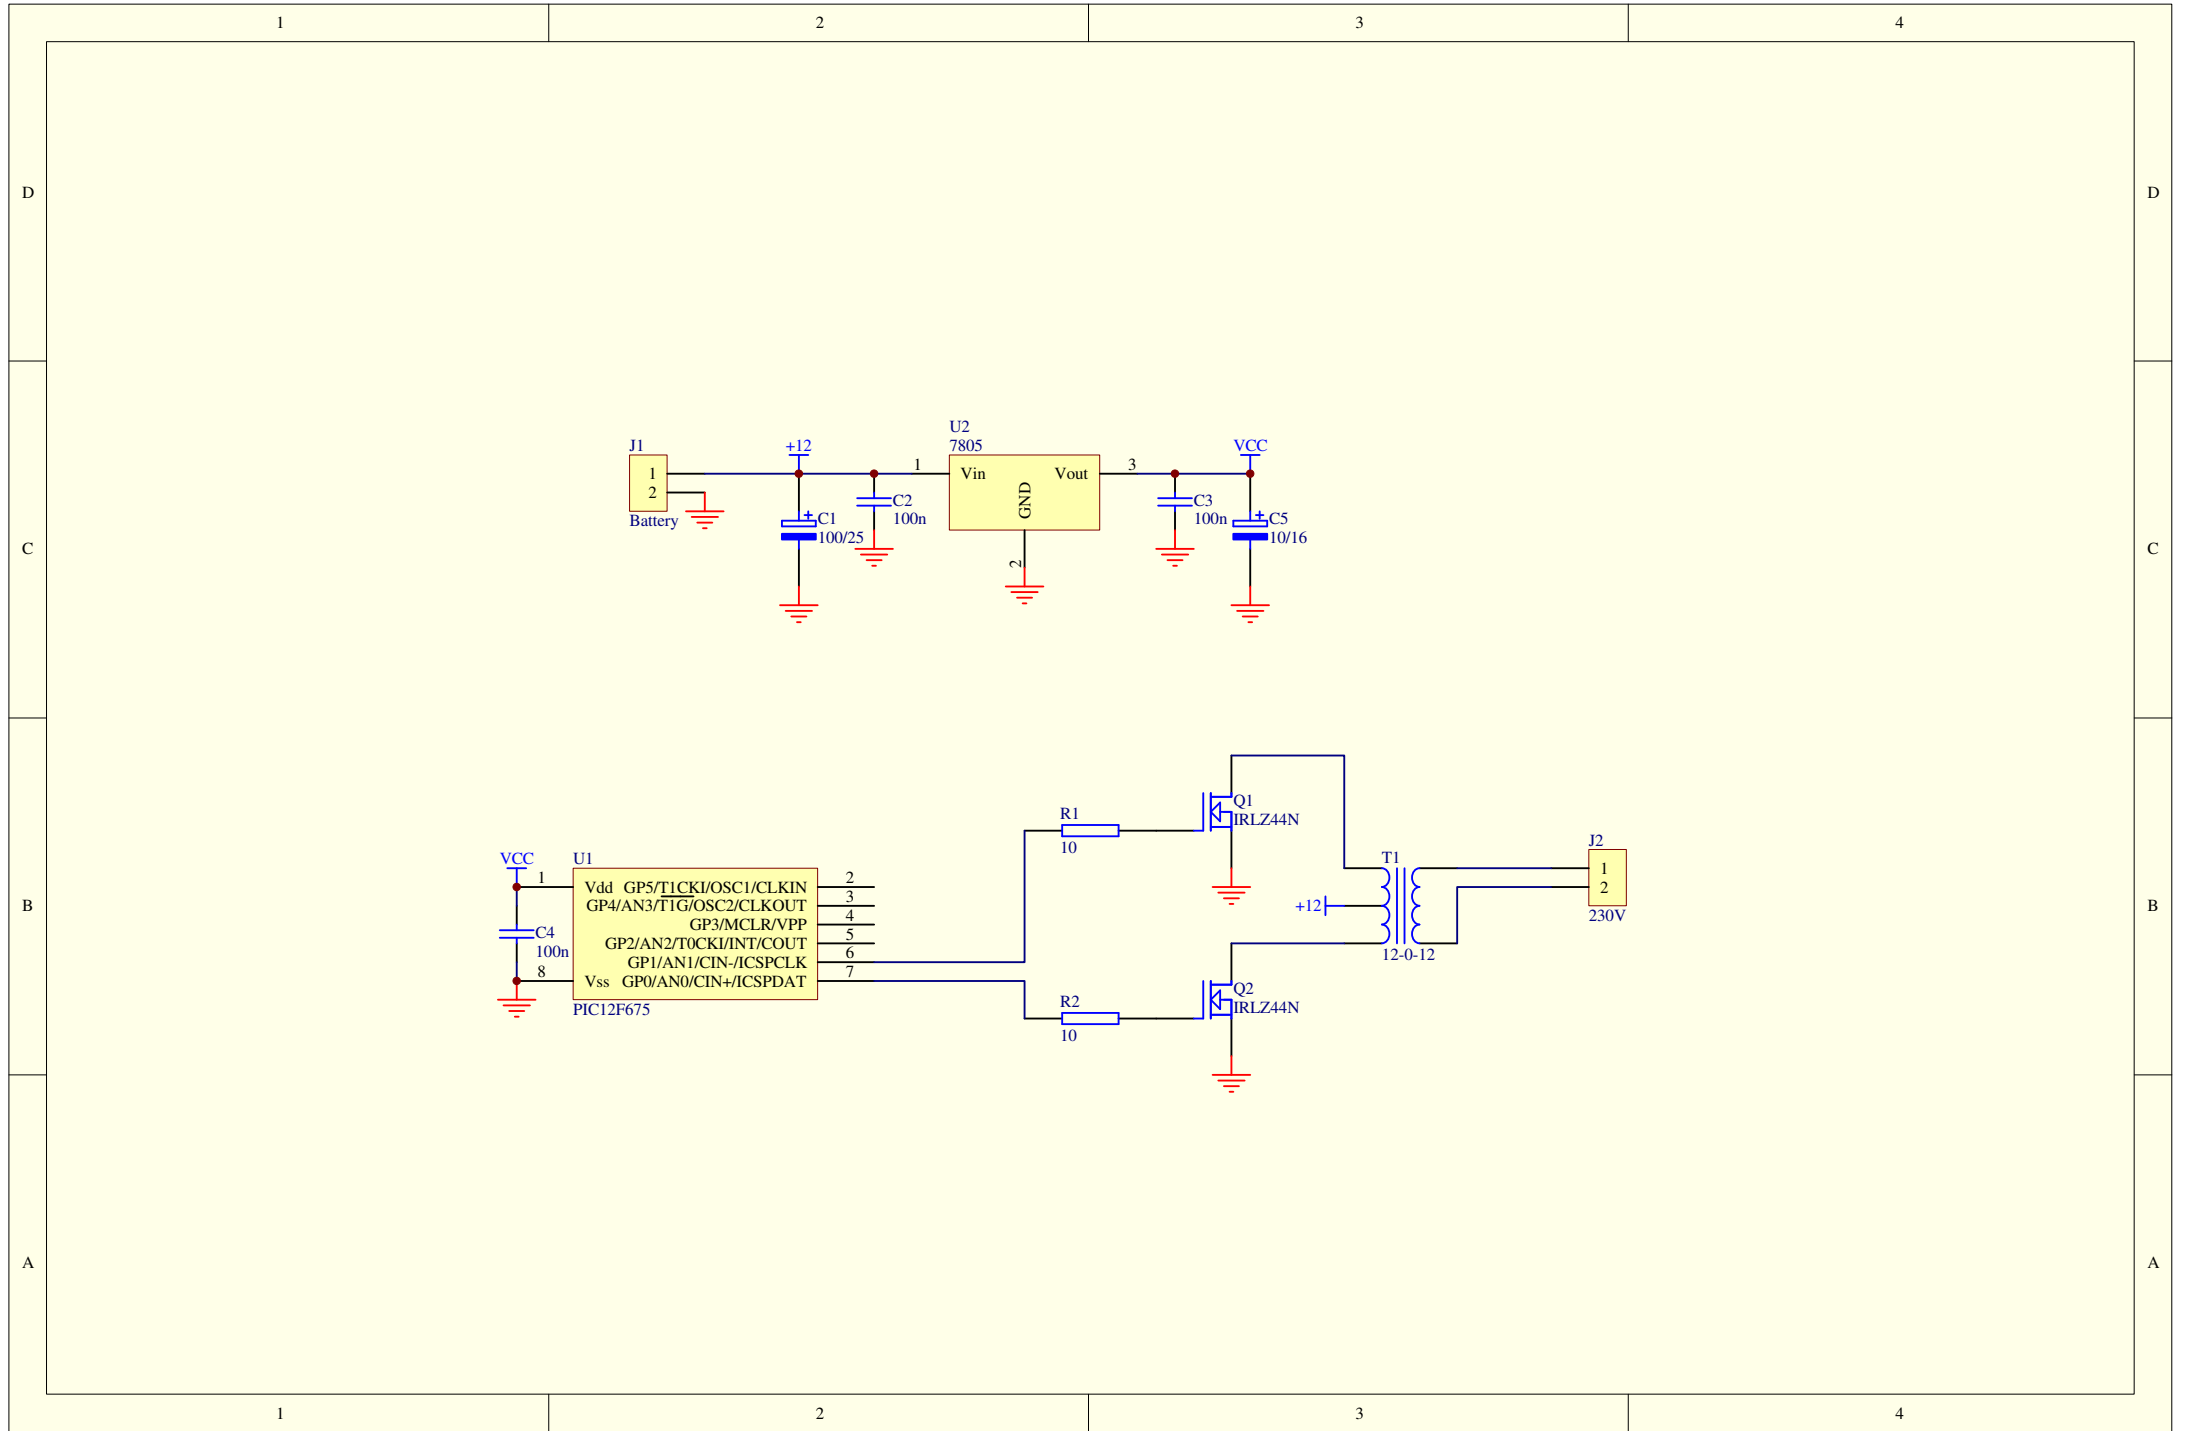 1 2 3 4
D D
U2
7805
J1
+12
VCC
1
2
Battery
1
Vin
Vout
GND
3
2
C1
100/25
C2
100n
C3
100n
C5
10/16
C C
Q1
IRLZ44N
R1
10
J2
1
2
230V
T1
+12
12-0-12
VCC
U1
1
Vdd GP5/T1CKI/OSC1/CLKIN
2
GP4/AN3/T1G/OSC2/CLKOUT
3
GP3/MCLR/VPP
4
GP2/AN2/T0CKI/INT/COUT
5
GP1/AN1/CIN-/ICSPCLK
6
8
Vss GP0/AN0/CIN+/ICSPDAT
7
PIC12F675
C4
100n
B B
Q2
IRLZ44N
R2
10
A A
1 2 3 4